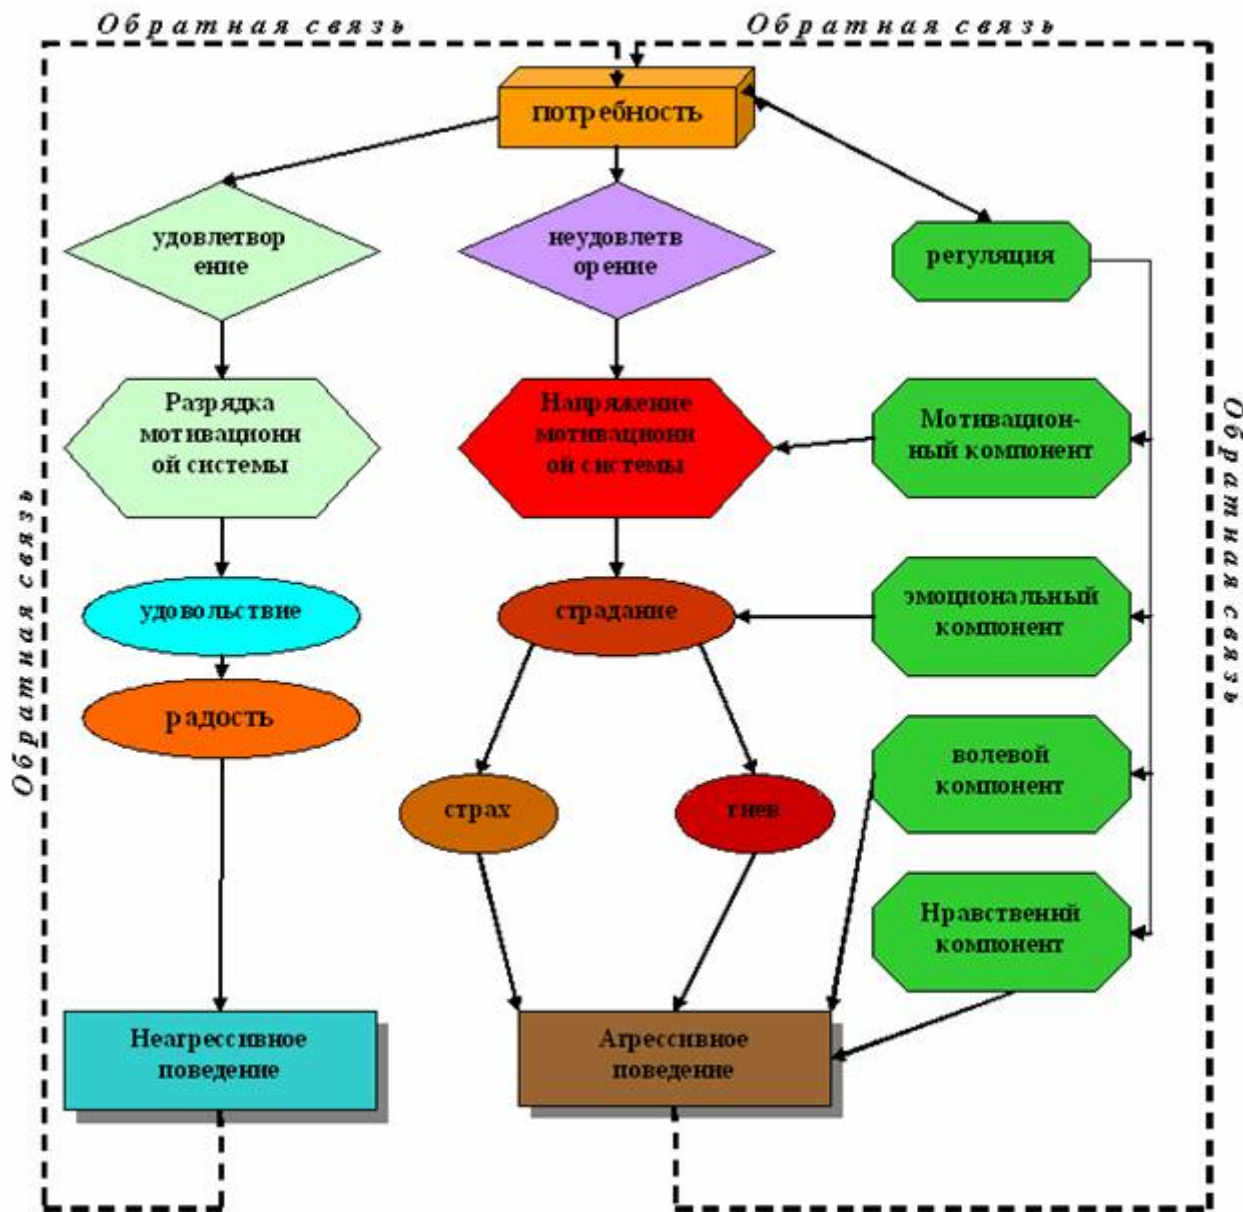 Обратная связь
Обратная связь
потребность
удовлетвор
ение
неудовлетв
орение
регуляция
Разрядка
мотивационн
ой системы
Напряжение
мотивационн
ой системы
Мотивацион-
ный компонент
Обратная связь
Обратная связь
удовольствие
страдание
эмоциональный
компонент
радость
страх
гнев
волевой
компонент
Нравствений
компонент
Неагрессивное
поведение
Агрессивное
поведение